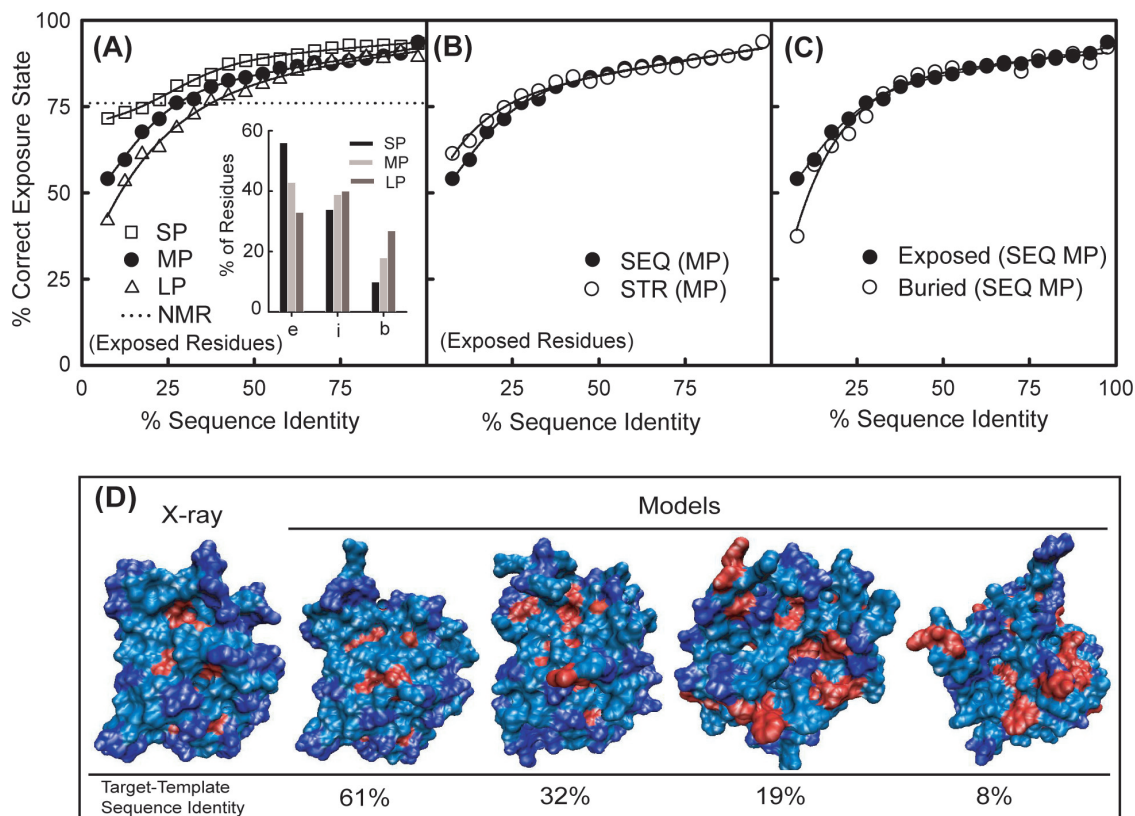 (A)
(B)
(C)
% Correct Exposure State
100
75
50
25
0
60
40
20
0
% of Residues
SP
MP
LP
e i b
SP
MP
LP
NMR
(Exposed Residues)
SEQ (MP)
STR (MP)
(Exposed Residues)
Exposed (SEQ MP)
Buried (SEQ MP)
0 25 50 75 25 50 75 25 50 75 100
% Sequence Identity
% Sequence Identity
% Sequence Identity
(D)
X-ray
Models
Target-Template
Sequence Identity
61%
32%
19%
8%